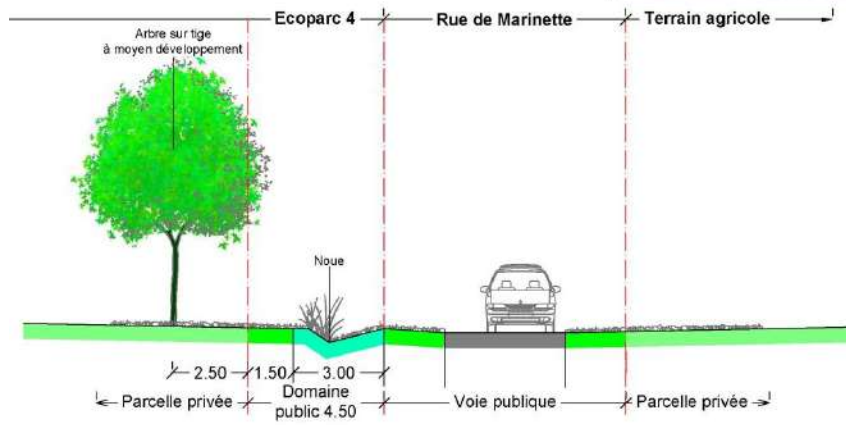 Ecoparc 4
Rue de Marinette
Terrain agricole
Arbre sur tige
à moyen développement
Noue
2.50
1.50
3.00
Parcelle privée
Domaine
public 4.50
Voie publique
Parcelle privée